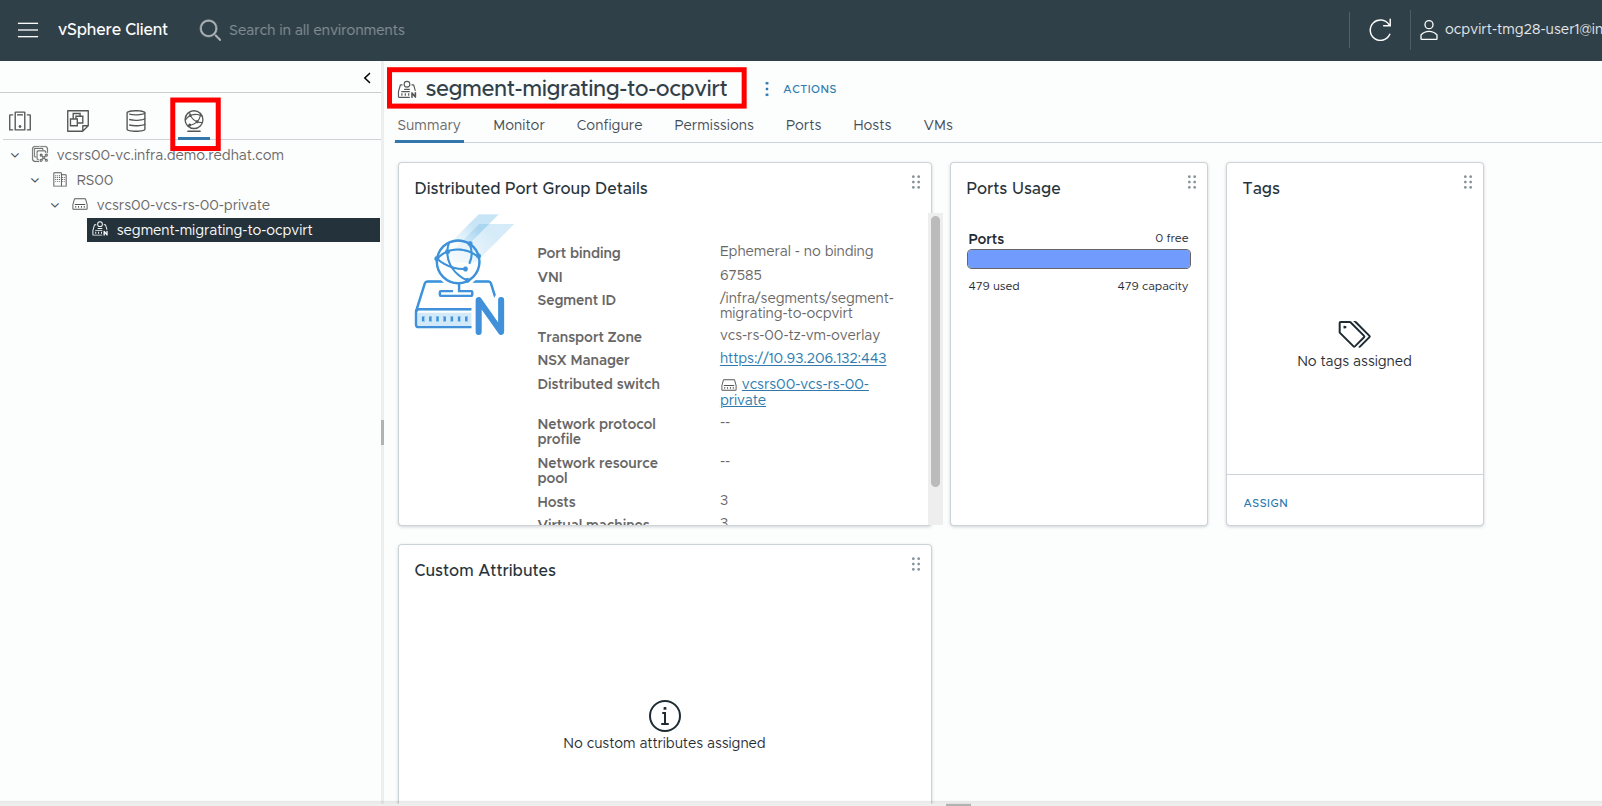 vSphere Client
Search in all environments
ocpvirt-tmg28-user1@in
vcsrs00-vc.infra.demo.redhat.com
RS00
vcsrs00-vcs-rs-00-private
segment-migrating-to-ocpvirt
segment-migrating-to-ocpvirt
ACTIONS
Summary Monitor Configure Permissions Ports Hosts VMs
Distributed Port Group Details
Port binding Ephemeral - no binding
VNI 67585
Segment ID /infra/segments/segment-
migrating-to-ocpvirt
Transport Zone vcs-rs-00-tz-vm-overlay
NSX Manager https://10.93.206.132:443
Distributed switch vcsrs00-vcs-rs-00-
private
Network protocol --
profile
Network resource --
pool
Hosts 3
Virtual machines 3
Ports Usage
Ports 0 free
479 used 479 capacity
Tags
No tags assigned
ASSIGN
Custom Attributes
No custom attributes assigned